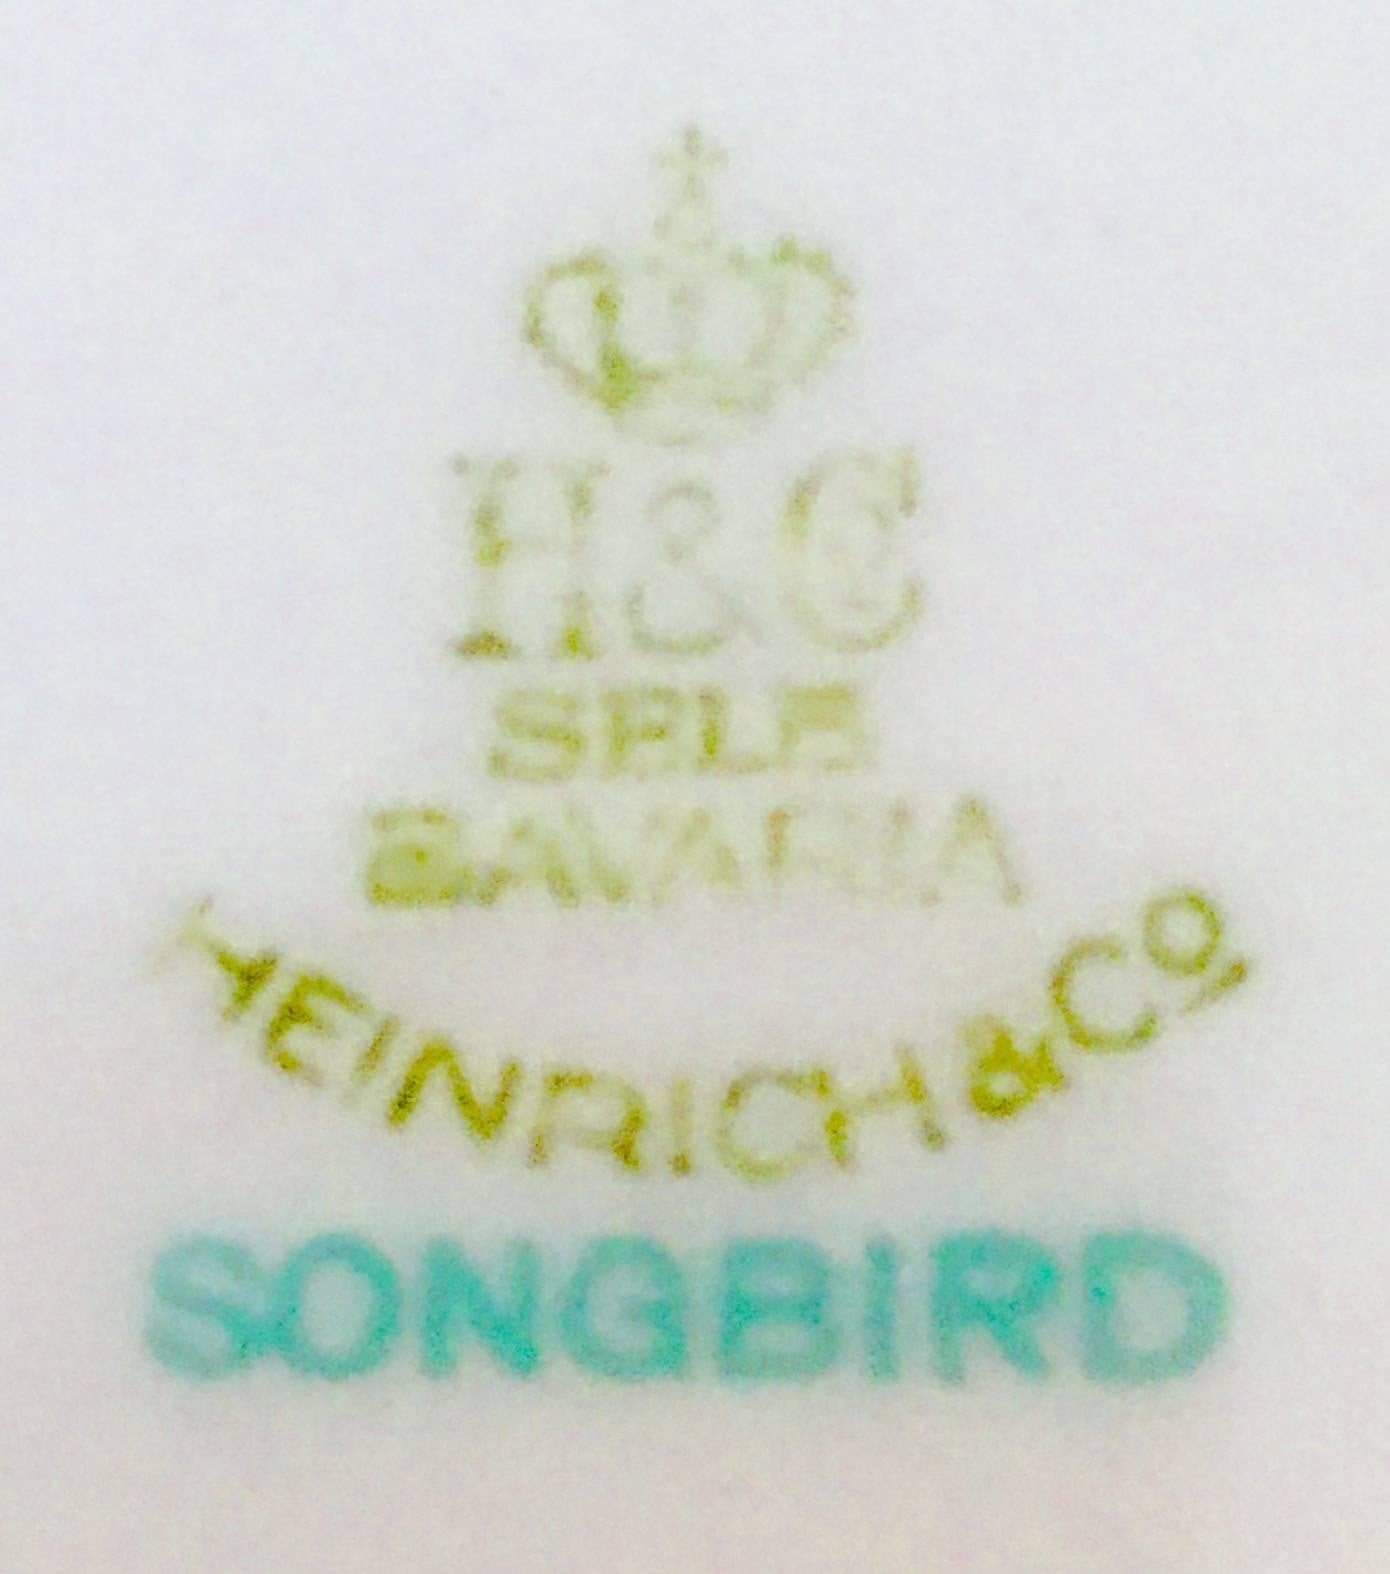 H&C
SELB
BAVARIA
HEINRICH & Co.
SONGBIRD